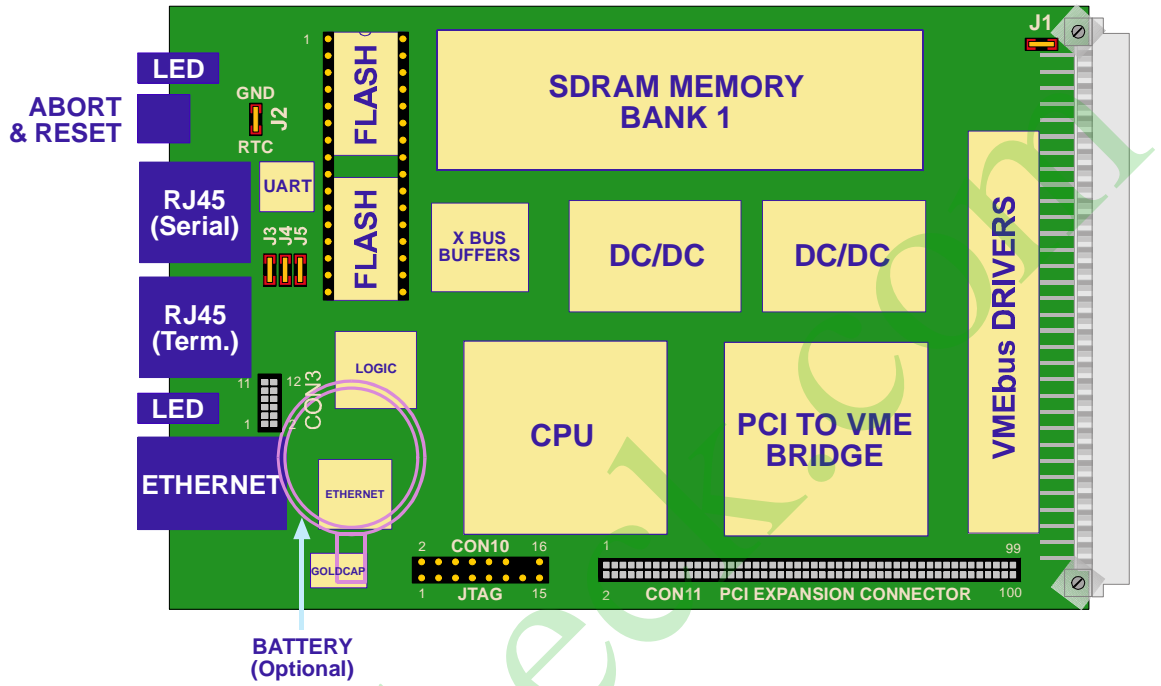 J1
LED
1
FLASH
SDRAM MEMORY
BANK 1
ABORT
& RESET
GND
J2
RTC
UART
RJ45
(Serial)
J3
J4
J5
FLASH
X BUS
BUFFERS
DC/DC
DC/DC
VMEbus DRIVERS
RJ45
(Term.)
LOGIC
11
12
CON3
1
2
LED
CPU
PCI TO VME
BRIDGE
ETHERNET
ETHERNET
GOLDCAP
2
CON10
16
1
JTAG
15
1
99
2
CON11 PCI EXPANSION CONNECTOR
100
BATTERY
(Optional)